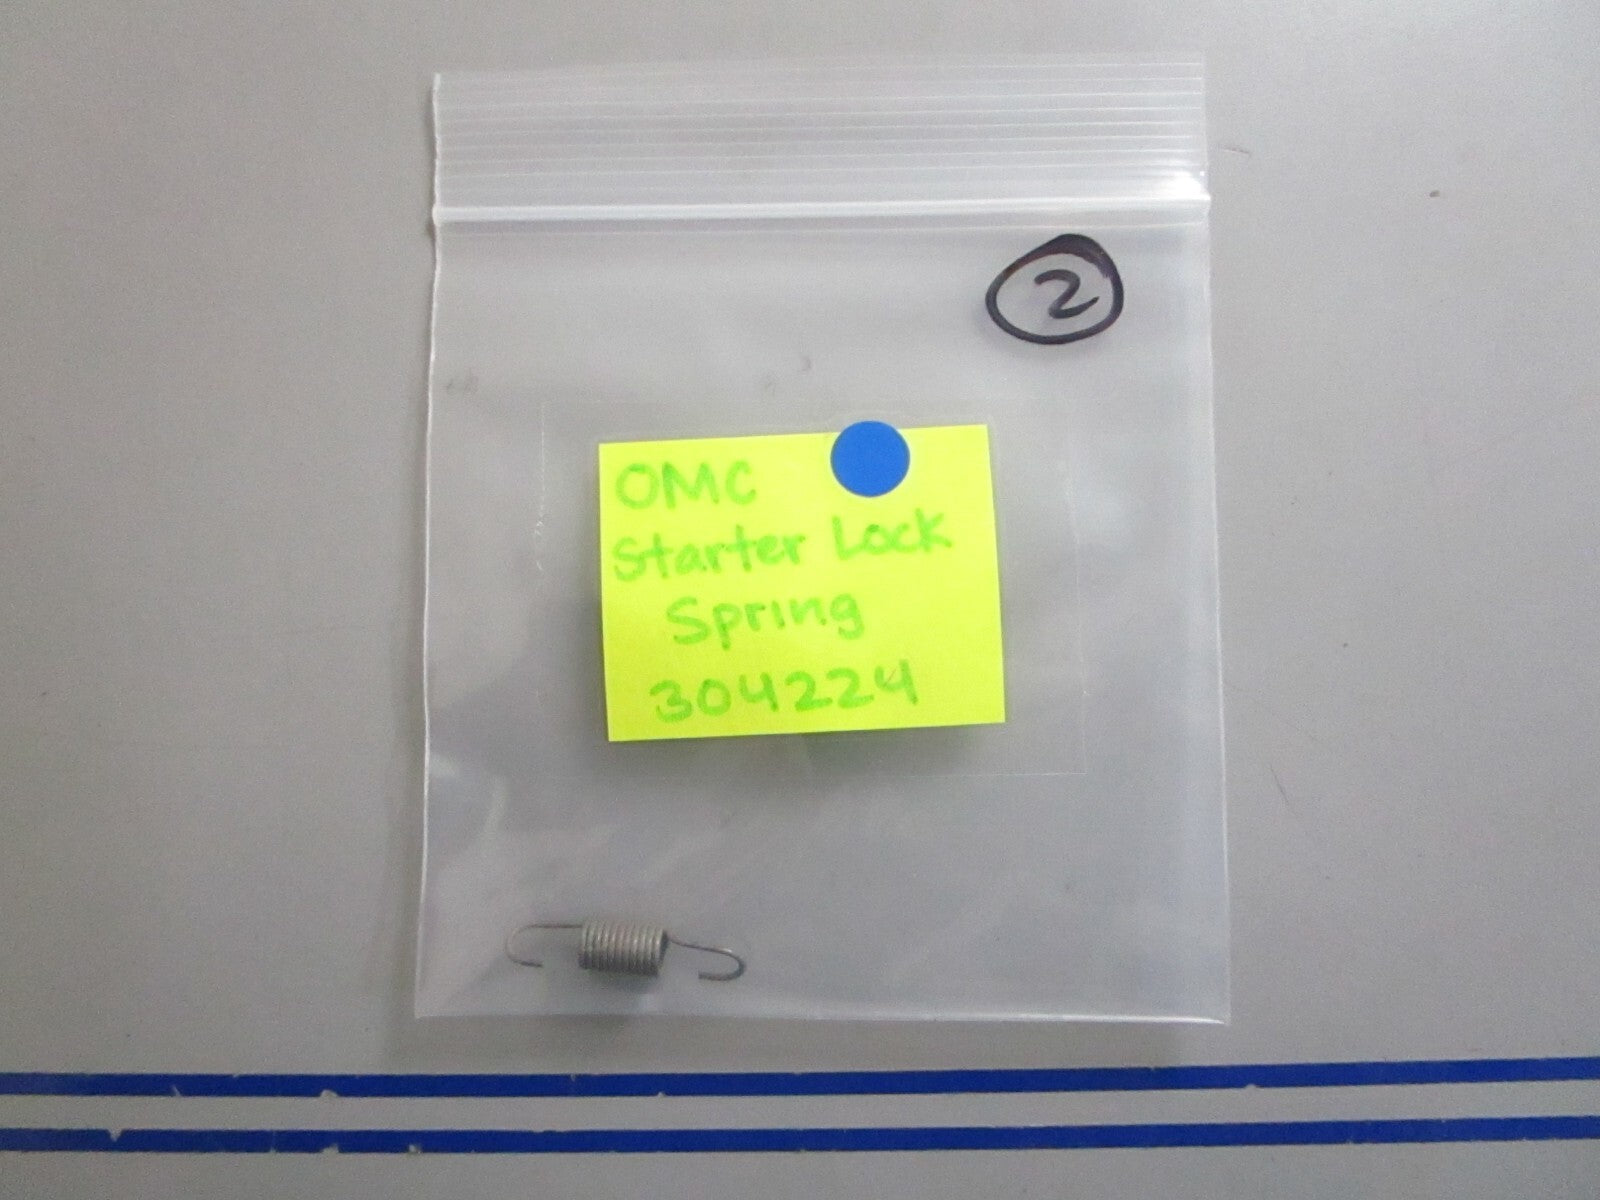 2
OMC
Starter Lock
Spring
304224